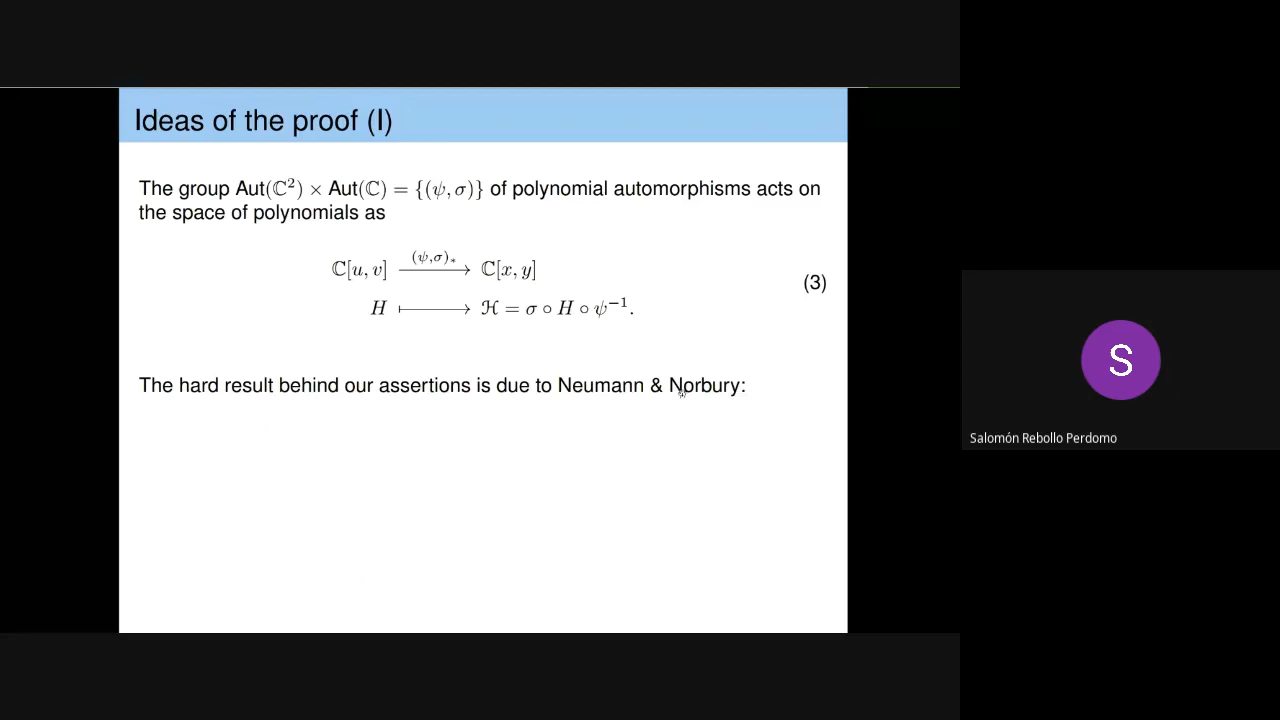 Ideas of the proof (I)
The group Aut(ℂ²) × Aut(ℂ) = {(ψ, σ)} of polynomial automorphisms acts on
the space of polynomials as
ℂ[u, v] —(ψ,σ)∗→ ℂ[x, y]
H ⟼ ℋ = σ ∘ H ∘ ψ⁻¹.
(3)
The hard result behind our assertions is due to Neumann & Norbury:
S
Salomón Rebollo Perdomo